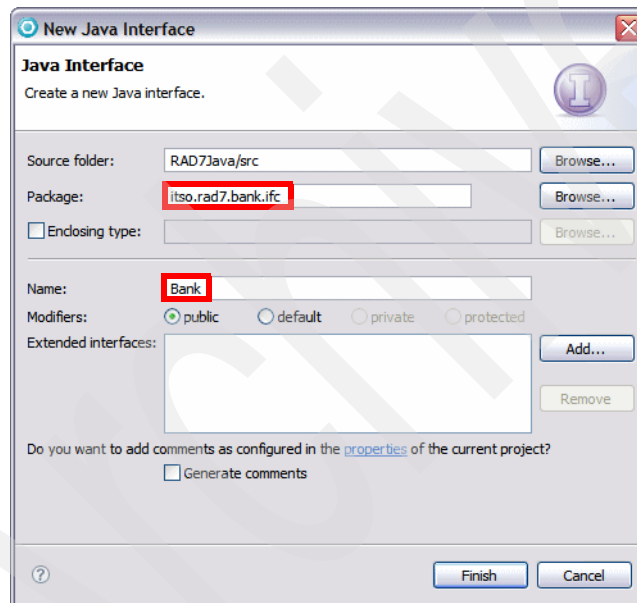 New Java Interface
Java Interface
Create a new Java interface.
Source folder: RAD7Java/src Browse...
Package: itso.rad7.bank.ifc Browse...
Enclosing type: Browse...
Name: Bank
Modifiers: public default private protected
Extended interfaces: Add...
Remove
Do you want to add comments as configured in the properties of the current project?
Generate comments
Finish Cancel